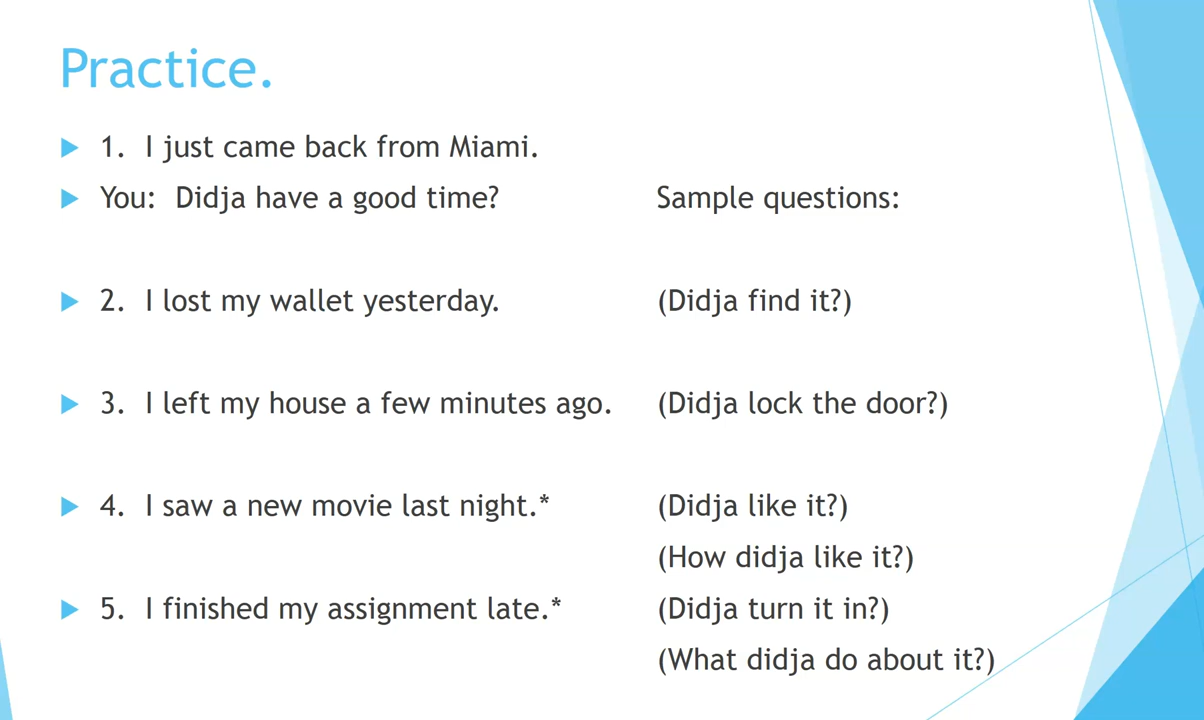 Practice.
1. I just came back from Miami.
You: Didja have a good time? Sample questions:
2. I lost my wallet yesterday. (Didja find it?)
3. I left my house a few minutes ago. (Didja lock the door?)
4. I saw a new movie last night.* (Didja like it?)
(How didja like it?)
5. I finished my assignment late.* (Didja turn it in?)
(What didja do about it?)